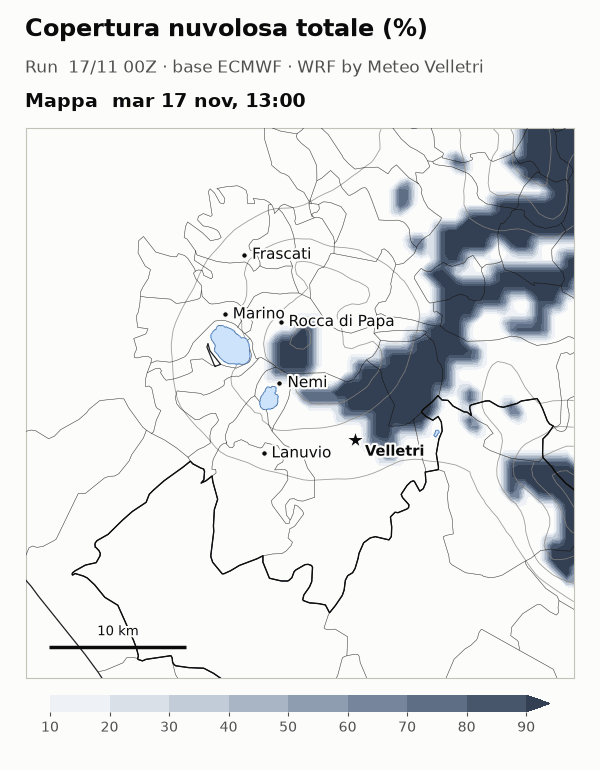 Copertura nuvolosa totale (%)
Run  17/11 00Z · base ECMWF · WRF by Meteo Velletri
Mappa  mar 17 nov, 13:00
Frascati
Marino
Rocca di Papa
Nemi
Velletri
Lanuvio
10 km
10 20 30 40 50 60 70 80 90